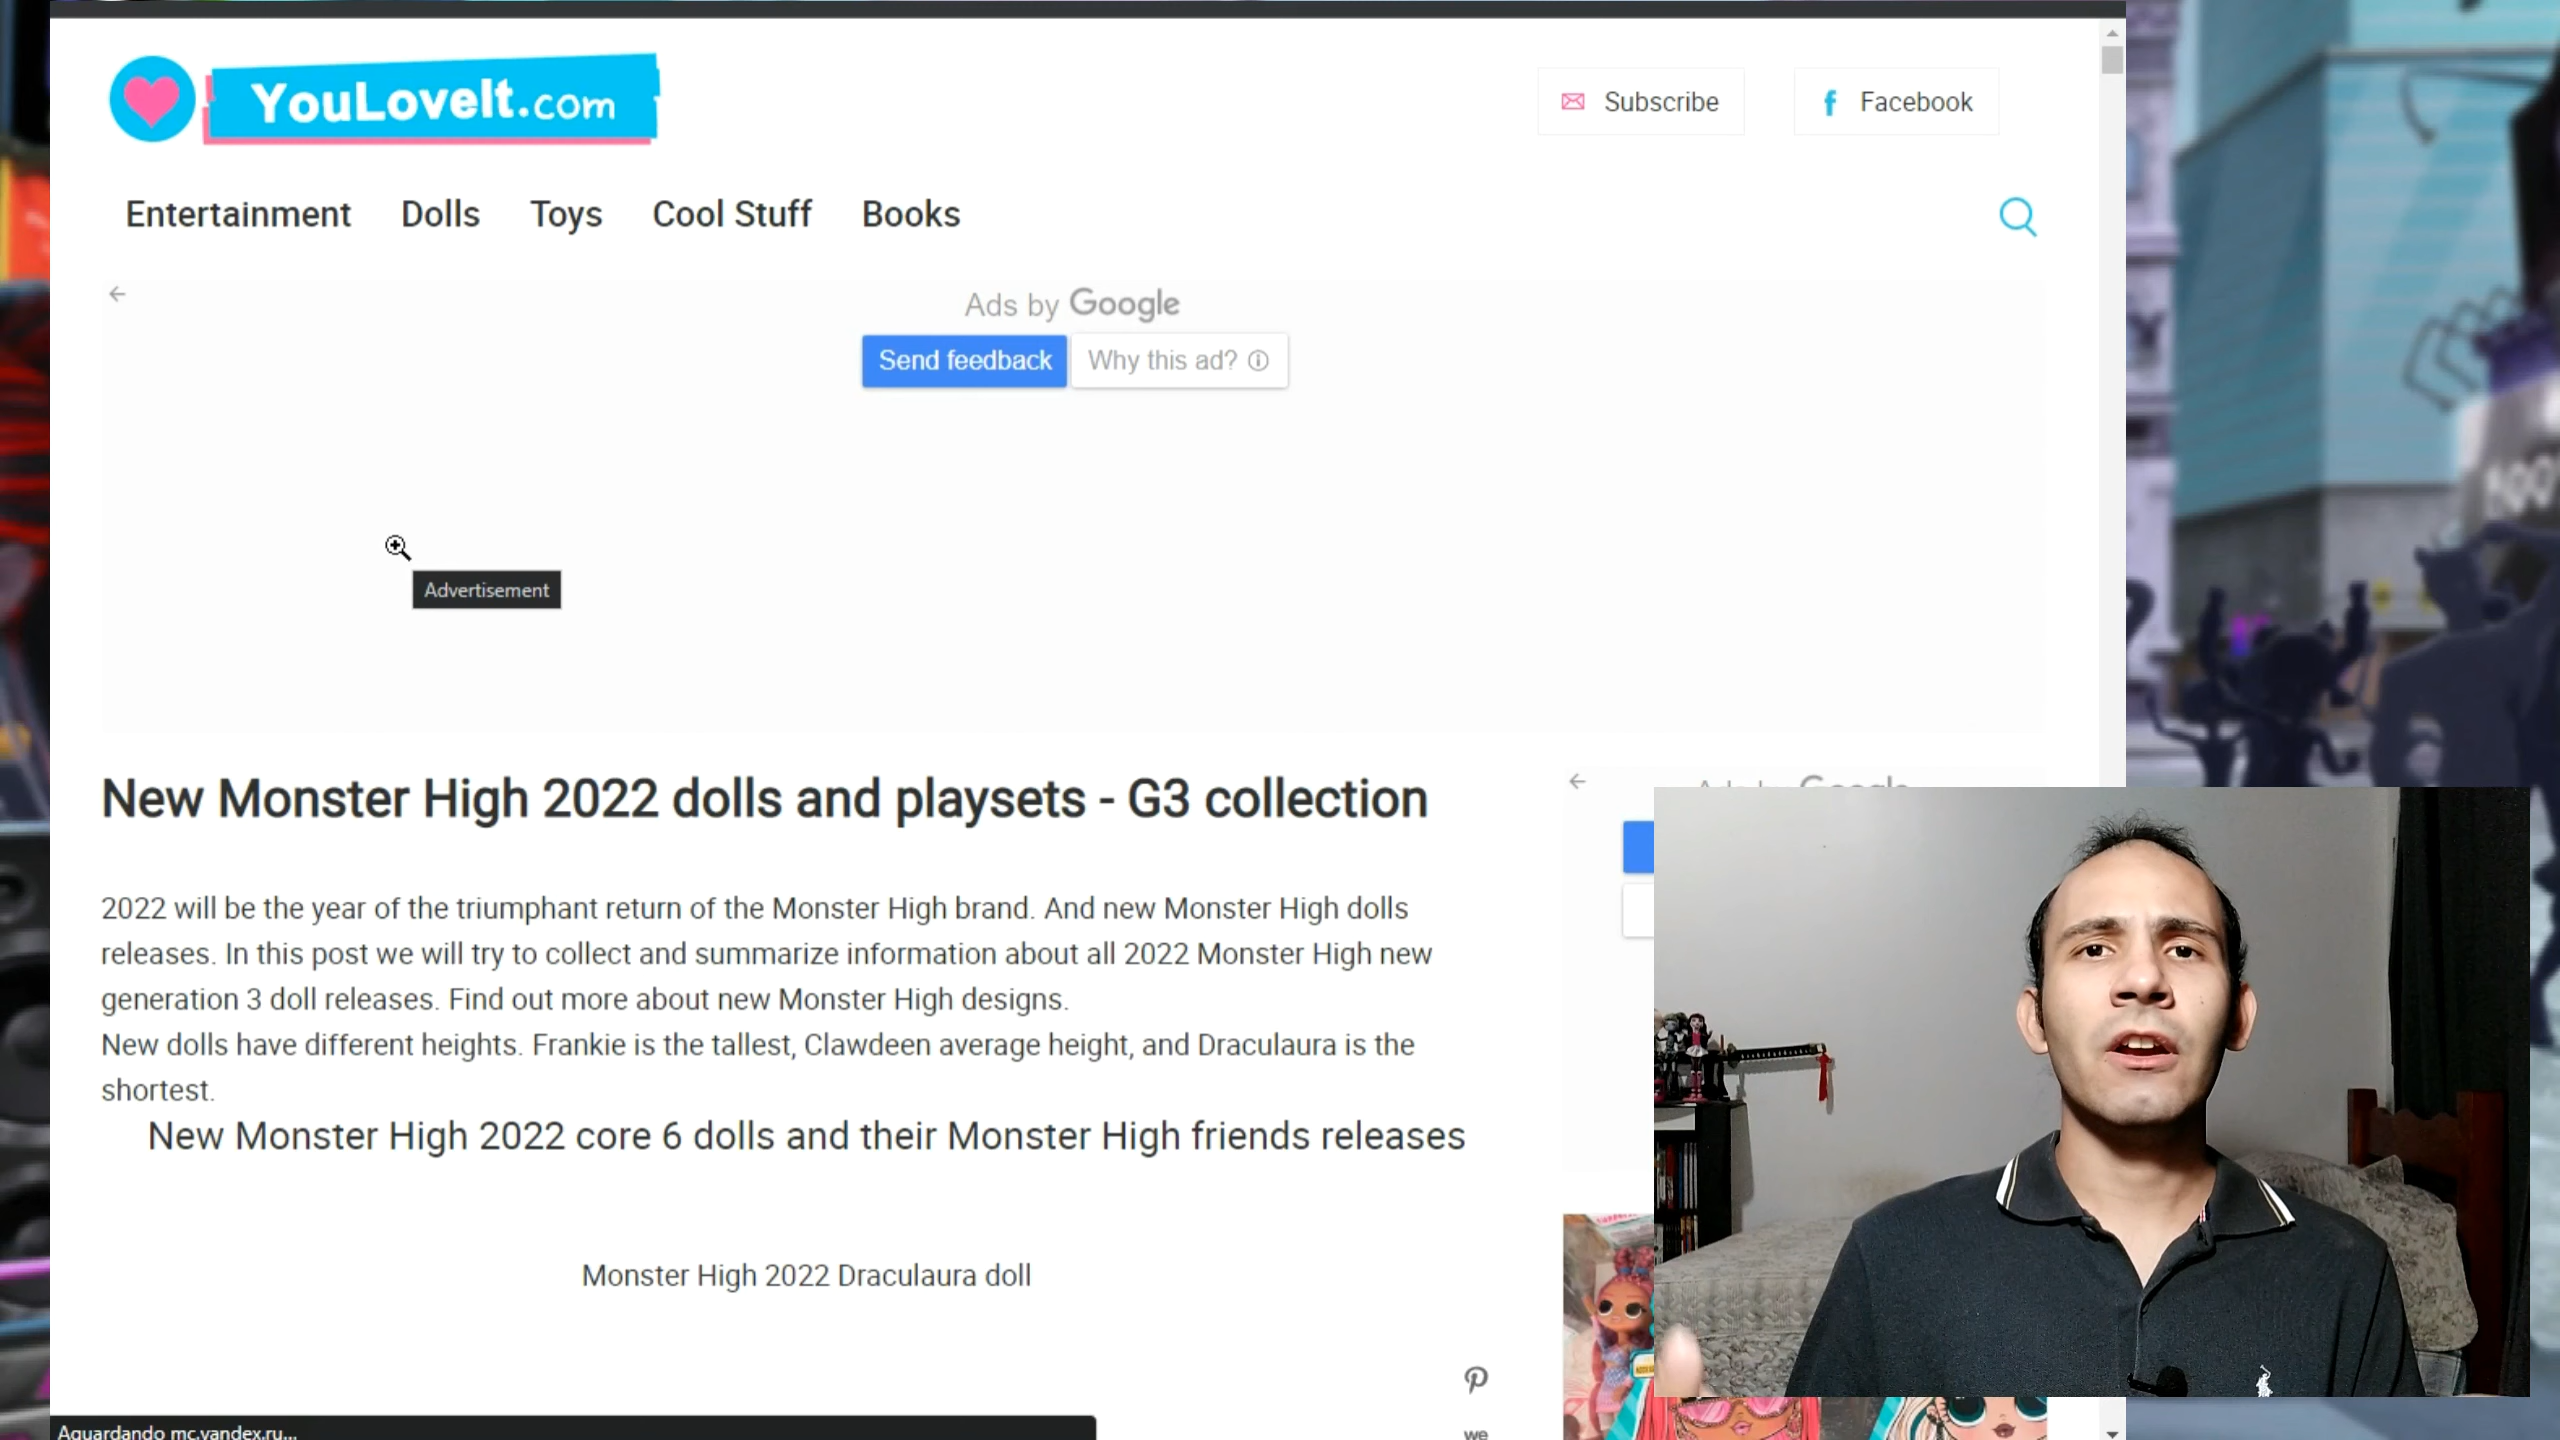 YouLoveIt.com
Subscribe
Facebook
Entertainment Dolls Toys Cool Stuff Books
Ads by Google
Send feedback
Why this ad?
Advertisement
New Monster High 2022 dolls and playsets - G3 collection
2022 will be the year of the triumphant return of the Monster High brand. And new Monster High dolls
releases. In this post we will try to collect and summarize information about all 2022 Monster High new
generation 3 doll releases. Find out more about new Monster High designs.
New dolls have different heights. Frankie is the tallest, Clawdeen average height, and Draculaura is the
shortest.
New Monster High 2022 core 6 dolls and their Monster High friends releases
Monster High 2022 Draculaura doll
we
Aguardando mc.yandex.ru...